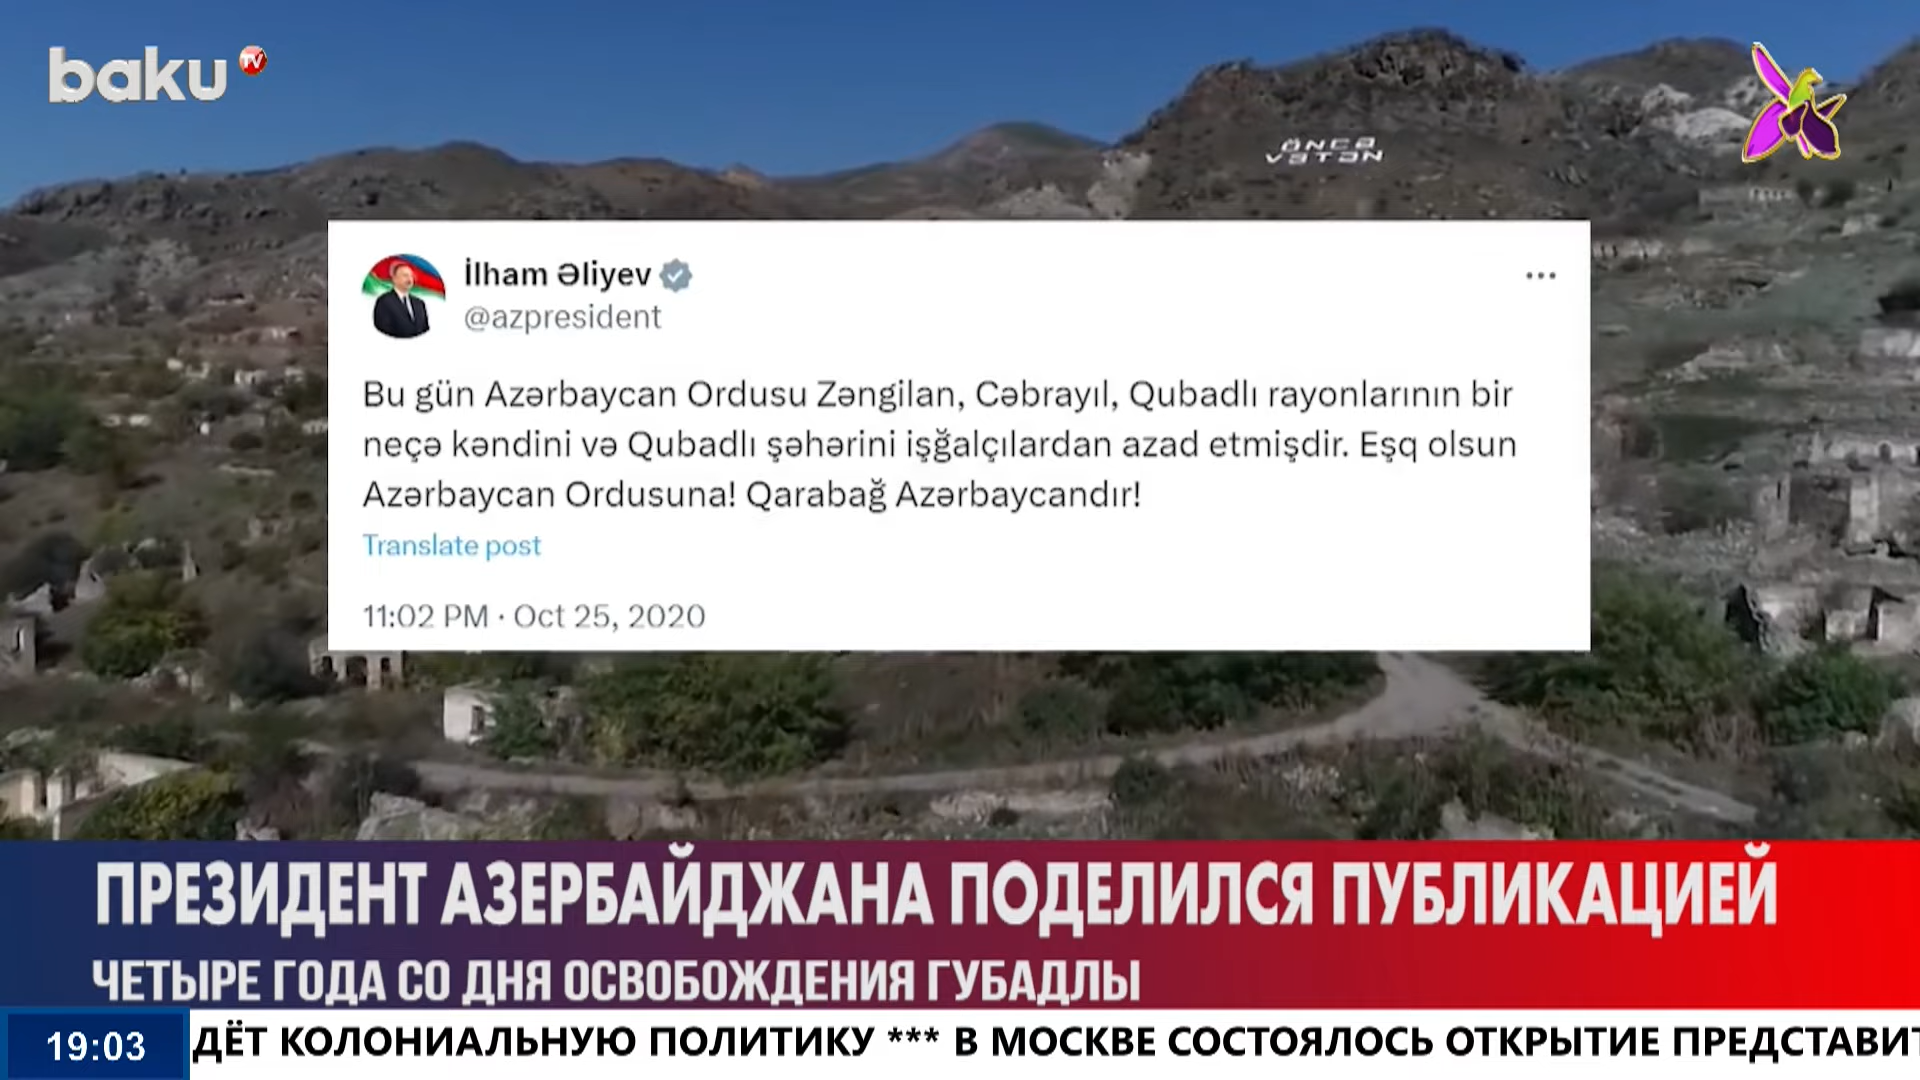 baku TV
ÖNCƏ
VƏTƏN
İlham Əliyev
@azpresident
Bu gün Azərbaycan Ordusu Zəngilan, Cəbrayıl, Qubadlı rayonlarının bir
neçə kəndini və Qubadlı şəhərini işğalçılardan azad etmişdir. Eşq olsun
Azərbaycan Ordusuna! Qarabağ Azərbaycandır!
Translate post
11:02 PM · Oct 25, 2020
ПРЕЗИДЕНТ АЗЕРБАЙДЖАНА ПОДЕЛИЛСЯ ПУБЛИКАЦИЕЙ
ЧЕТЫРЕ ГОДА СО ДНЯ ОСВОБОЖДЕНИЯ ГУБАДЛЫ
19:03 ДЁТ КОЛОНИАЛЬНУЮ ПОЛИТИКУ *** В МОСКВЕ СОСТОЯЛОСЬ ОТКРЫТИЕ ПРЕДСТАВИТ